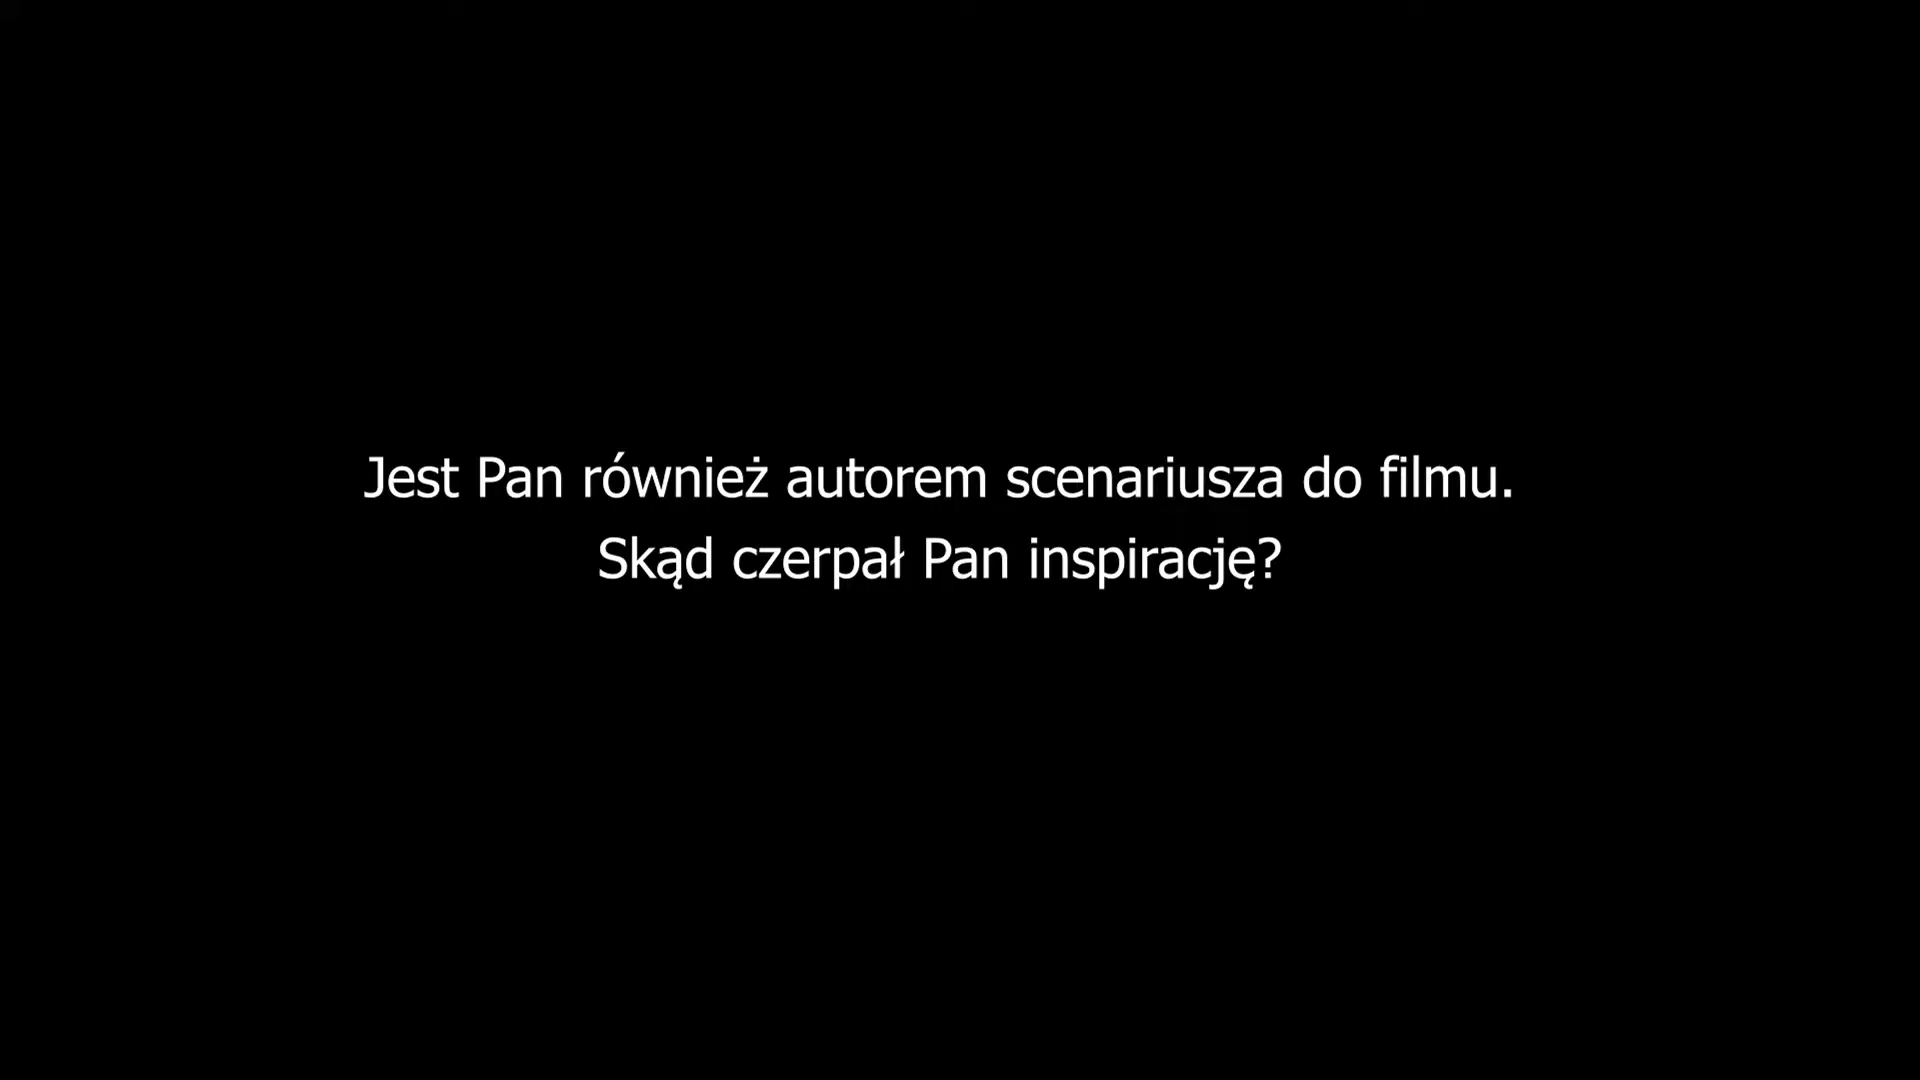 Jest Pan również autorem scenariusza do filmu.
Skąd czerpał Pan inspirację?